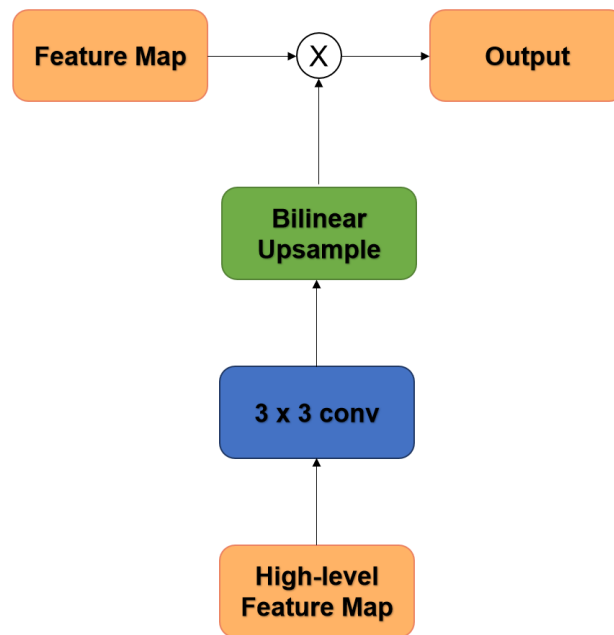 Feature Map
X
Output
Bilinear
Upsample
3 x 3 conv
High-level
Feature Map